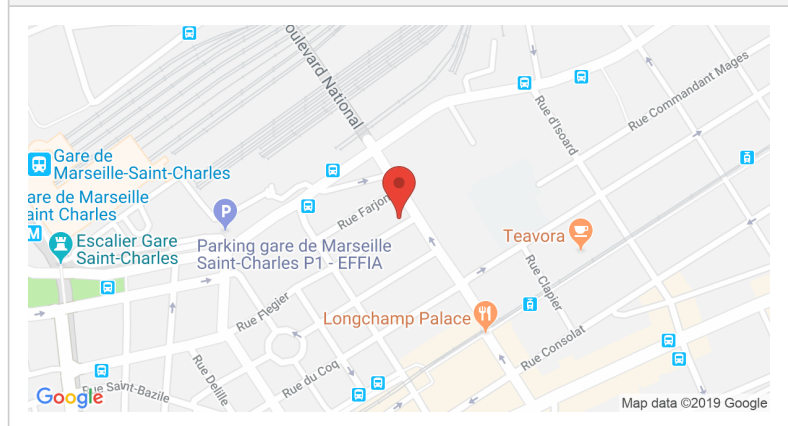 Boulevard National
Rue Commandant Mages
Rue d'Isoard
Gare de
Marseille-Saint-Charles
are de Marseille
aint Charles
M
P
Rue Farjon
Escalier Gare
Saint-Charles
Parking gare de Marseille
Saint-Charles P1 - EFFIA
Teavora
Rue Clapier
Rue Flegier
Longchamp Palace
Rue Consolat
Rue Delille
Rue du Coq
Rue Saint-Bazile
Google
Map data ©2019 Google